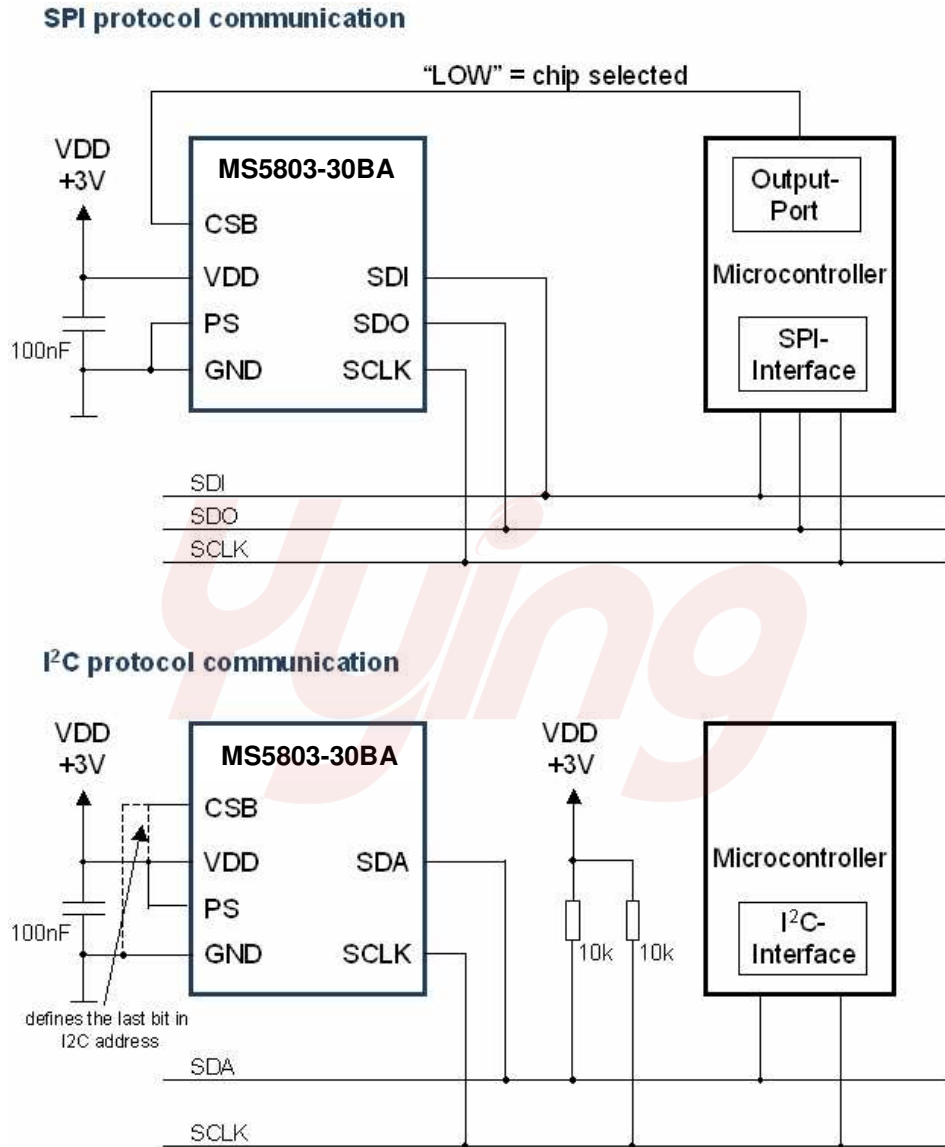 SPI protocol communication
"LOW" = chip selected
VDD
+3V
100nF
MS5803-30BA
CSB
VDD
PS
GND
SDI
SDO
SCLK
Output-
Port
Microcontroller
SPI-
Interface
SDI
SDO
SCLK
Yying
I²C protocol communication
VDD
+3V
100nF
defines the last bit in
I2C address
MS5803-30BA
CSB
VDD
PS
GND
SDA
SCLK
VDD
+3V
10k
10k
Microcontroller
I²C-
Interface
SDA
SCLK